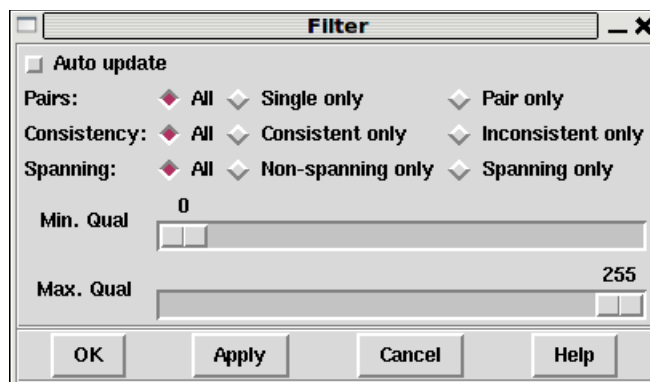 Filter
Auto update
Pairs: All Single only Pair only
Consistency: All Consistent only Inconsistent only
Spanning: All Non-spanning only Spanning only
0
Min. Qual
255
Max. Qual
OK Apply Cancel Help